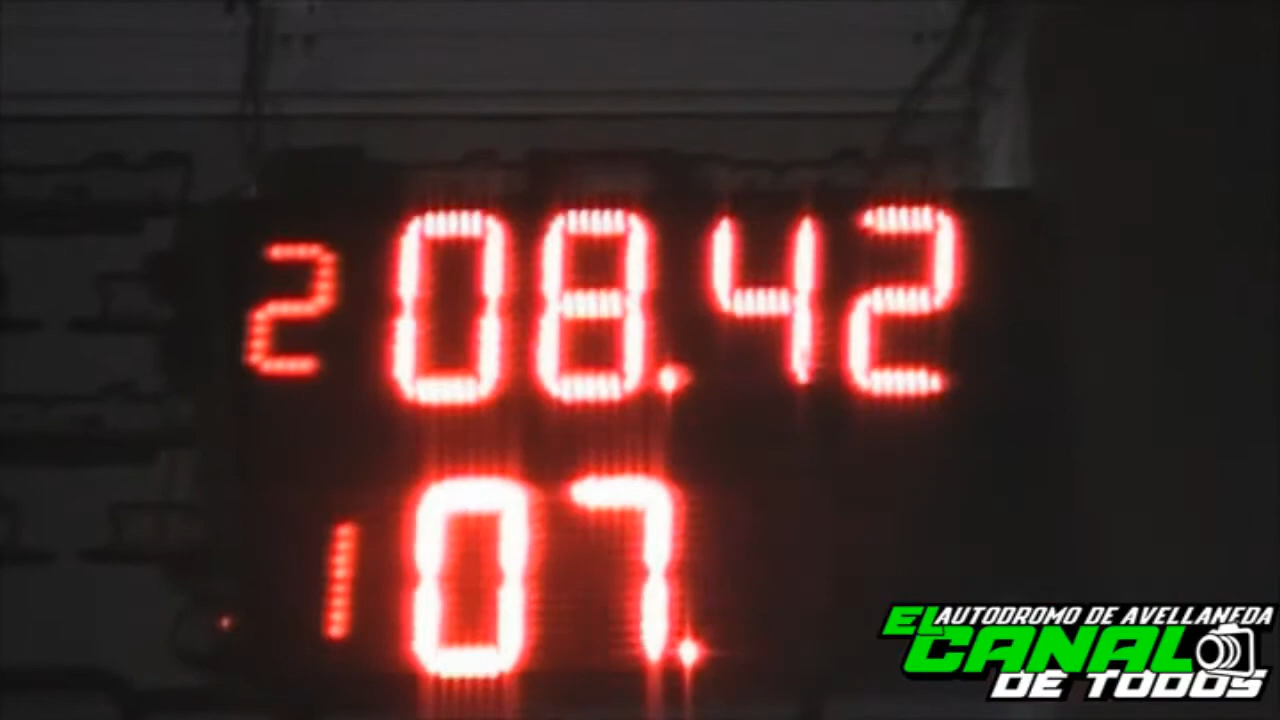 2 08.42
1 07.
AUTODROMO DE AVELLANEDA
EL CANAL
DE TODOS